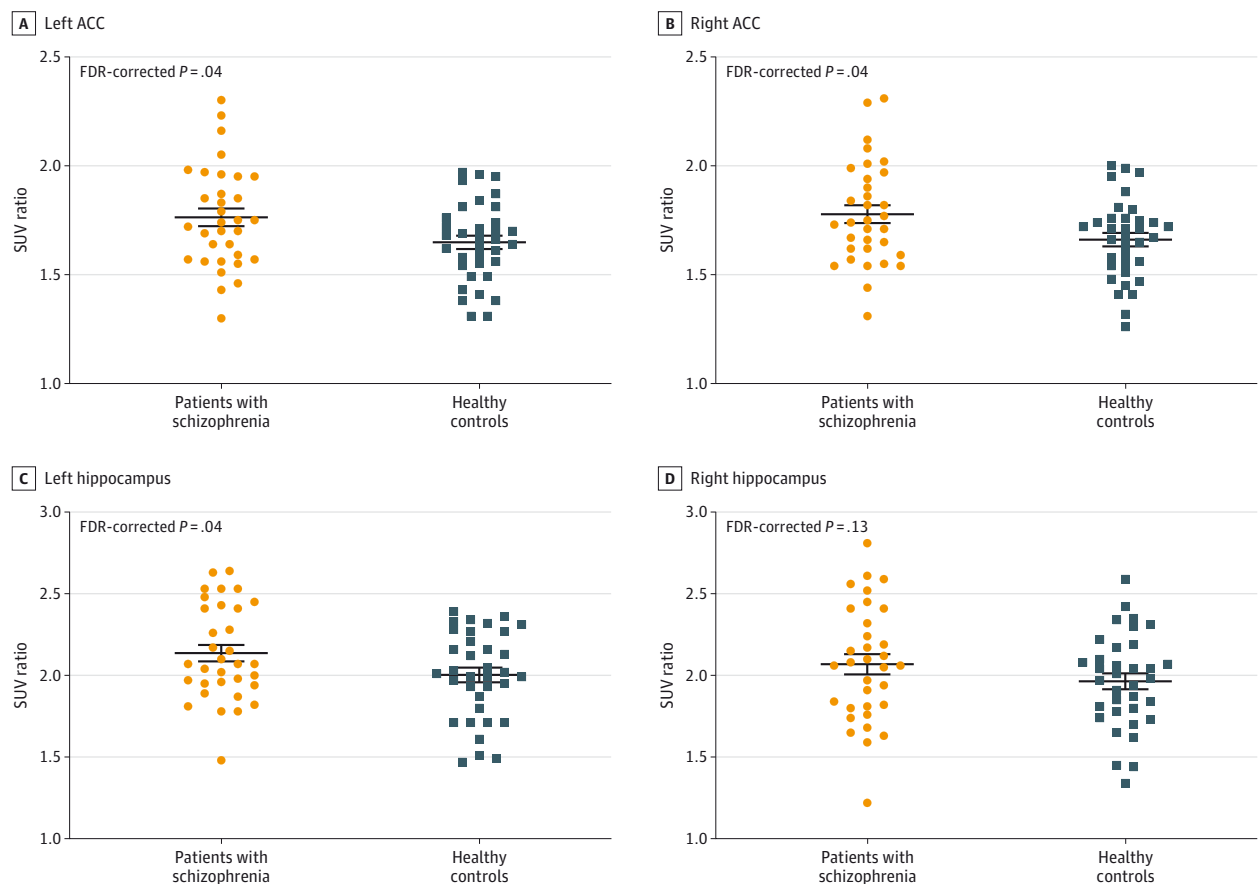 A Left ACC
FDR-corrected P = .04
2.5
2.0
1.5
1.0
SUV ratio
Patients with
schizophrenia
Healthy
controls
B Right ACC
FDR-corrected P = .04
2.5
2.0
1.5
1.0
SUV ratio
Patients with
schizophrenia
Healthy
controls
C Left hippocampus
FDR-corrected P = .04
3.0
2.5
2.0
1.5
1.0
SUV ratio
Patients with
schizophrenia
Healthy
controls
D Right hippocampus
FDR-corrected P = .13
3.0
2.5
2.0
1.5
1.0
SUV ratio
Patients with
schizophrenia
Healthy
controls